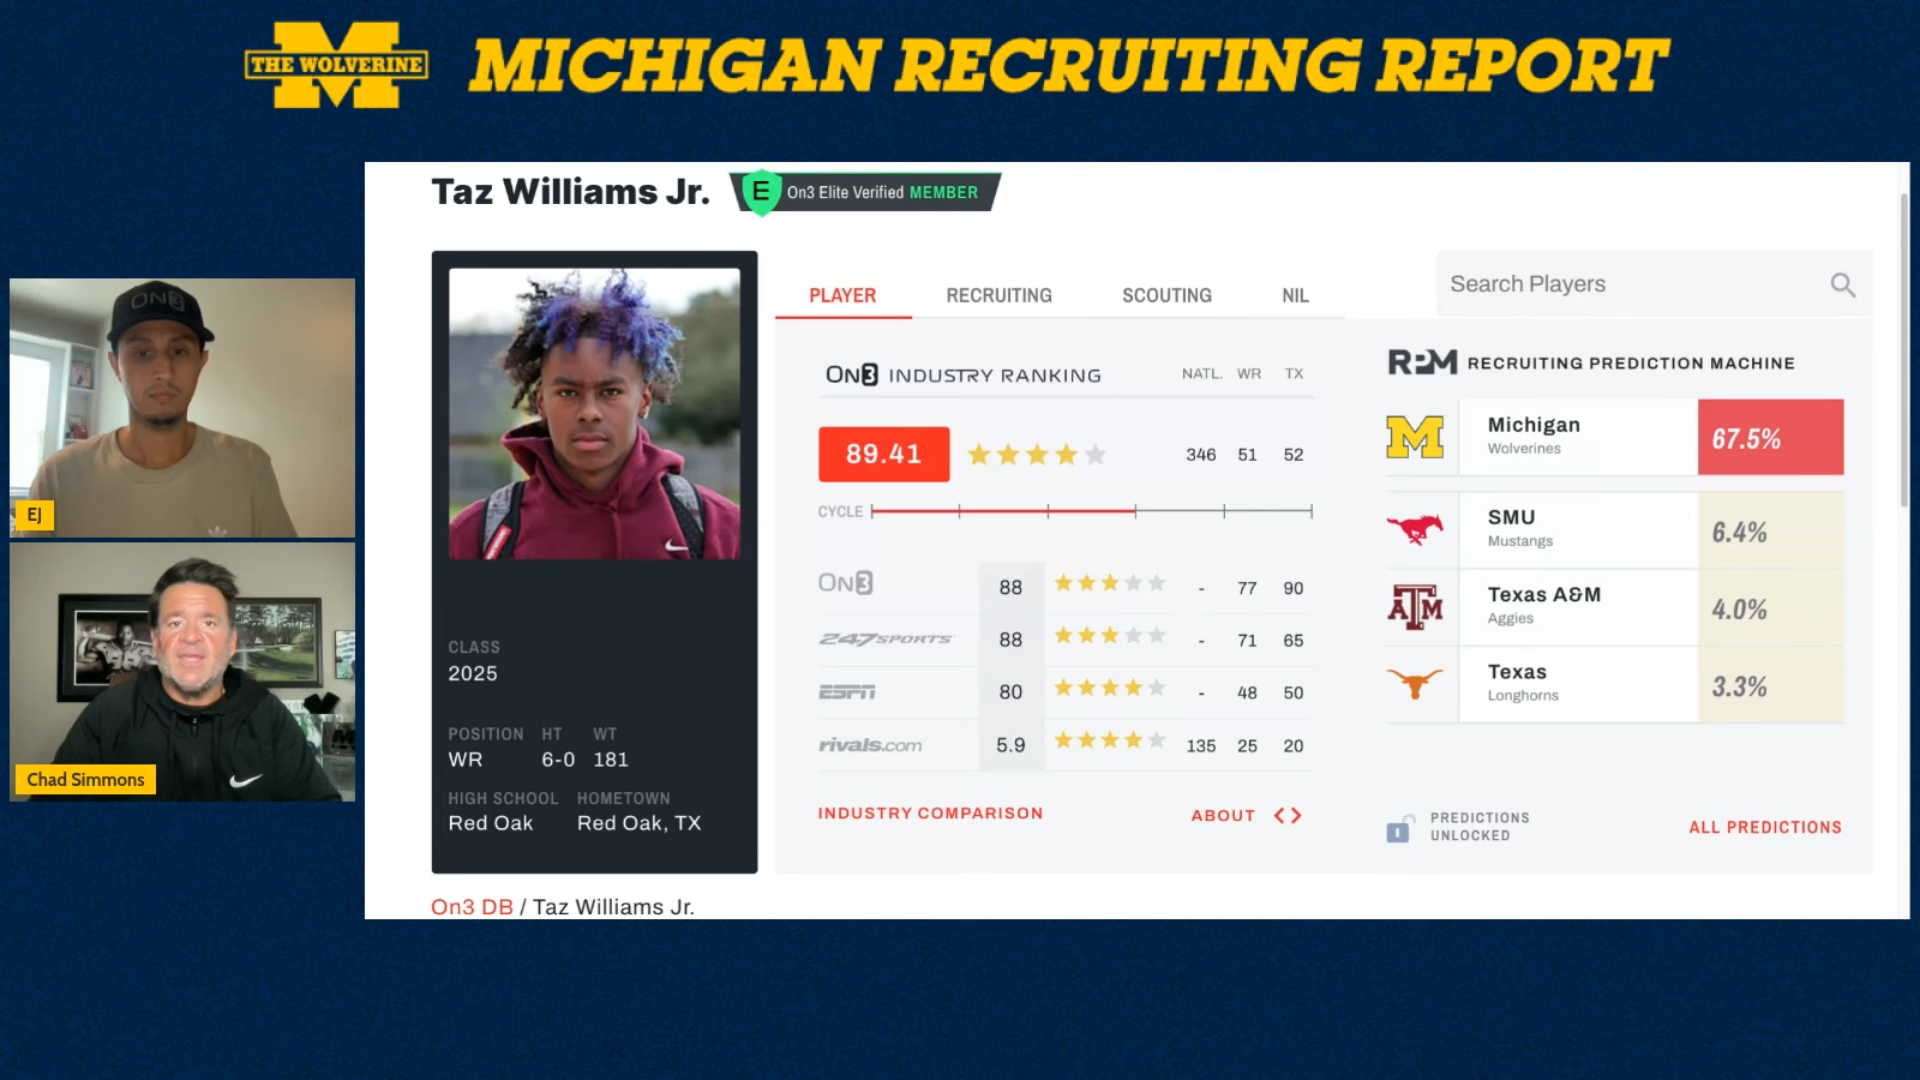 THE WOLVERINE
MICHIGAN RECRUITING REPORT
Taz Williams Jr.
E On3 Elite Verified MEMBER
PLAYER RECRUITING SCOUTING NIL
Search Players
ON3 INDUSTRY RANKING NATL. WR TX
89.41 346 51 52
CYCLE
ON3 88 - 77 90
247SPORTS 88 - 71 65
ESPN 80 - 48 50
rivals.com 5.9 135 25 20
INDUSTRY COMPARISON ABOUT
RPM RECRUITING PREDICTION MACHINE
M Michigan 67.5%
Wolverines
SMU 6.4%
Mustangs
ATM Texas A&M 4.0%
Aggies
Texas 3.3%
Longhorns
PREDICTIONS
UNLOCKED
ALL PREDICTIONS
CLASS
2025
POSITION HT WT
WR 6-0 181
HIGH SCHOOL HOMETOWN
Red Oak Red Oak, TX
On3 DB / Taz Williams Jr.
ON3
EJ
Chad Simmons